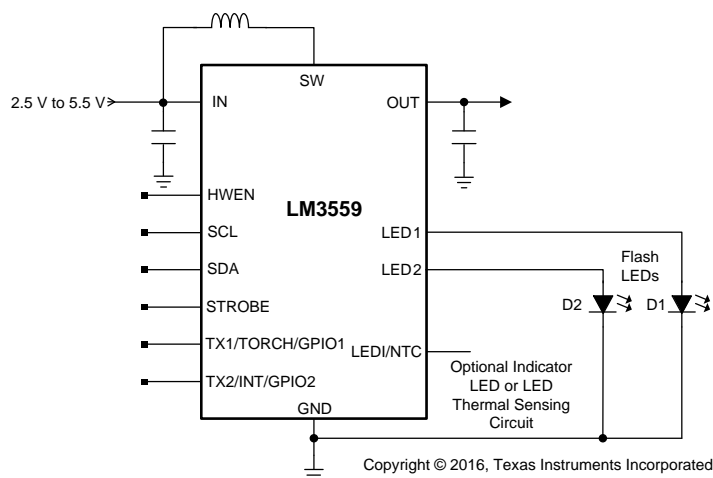 SW
2.5 V to 5.5 V
IN
OUT
HWEN
LM3559
SCL
LED1
SDA
LED2
Flash
LEDs
STROBE
D2
D1
TX1/TORCH/GPIO1
LEDI/NTC
TX2/INT/GPIO2
Optional Indicator
LED or LED
Thermal Sensing
Circuit
GND
Copyright © 2016, Texas Instruments Incorporated